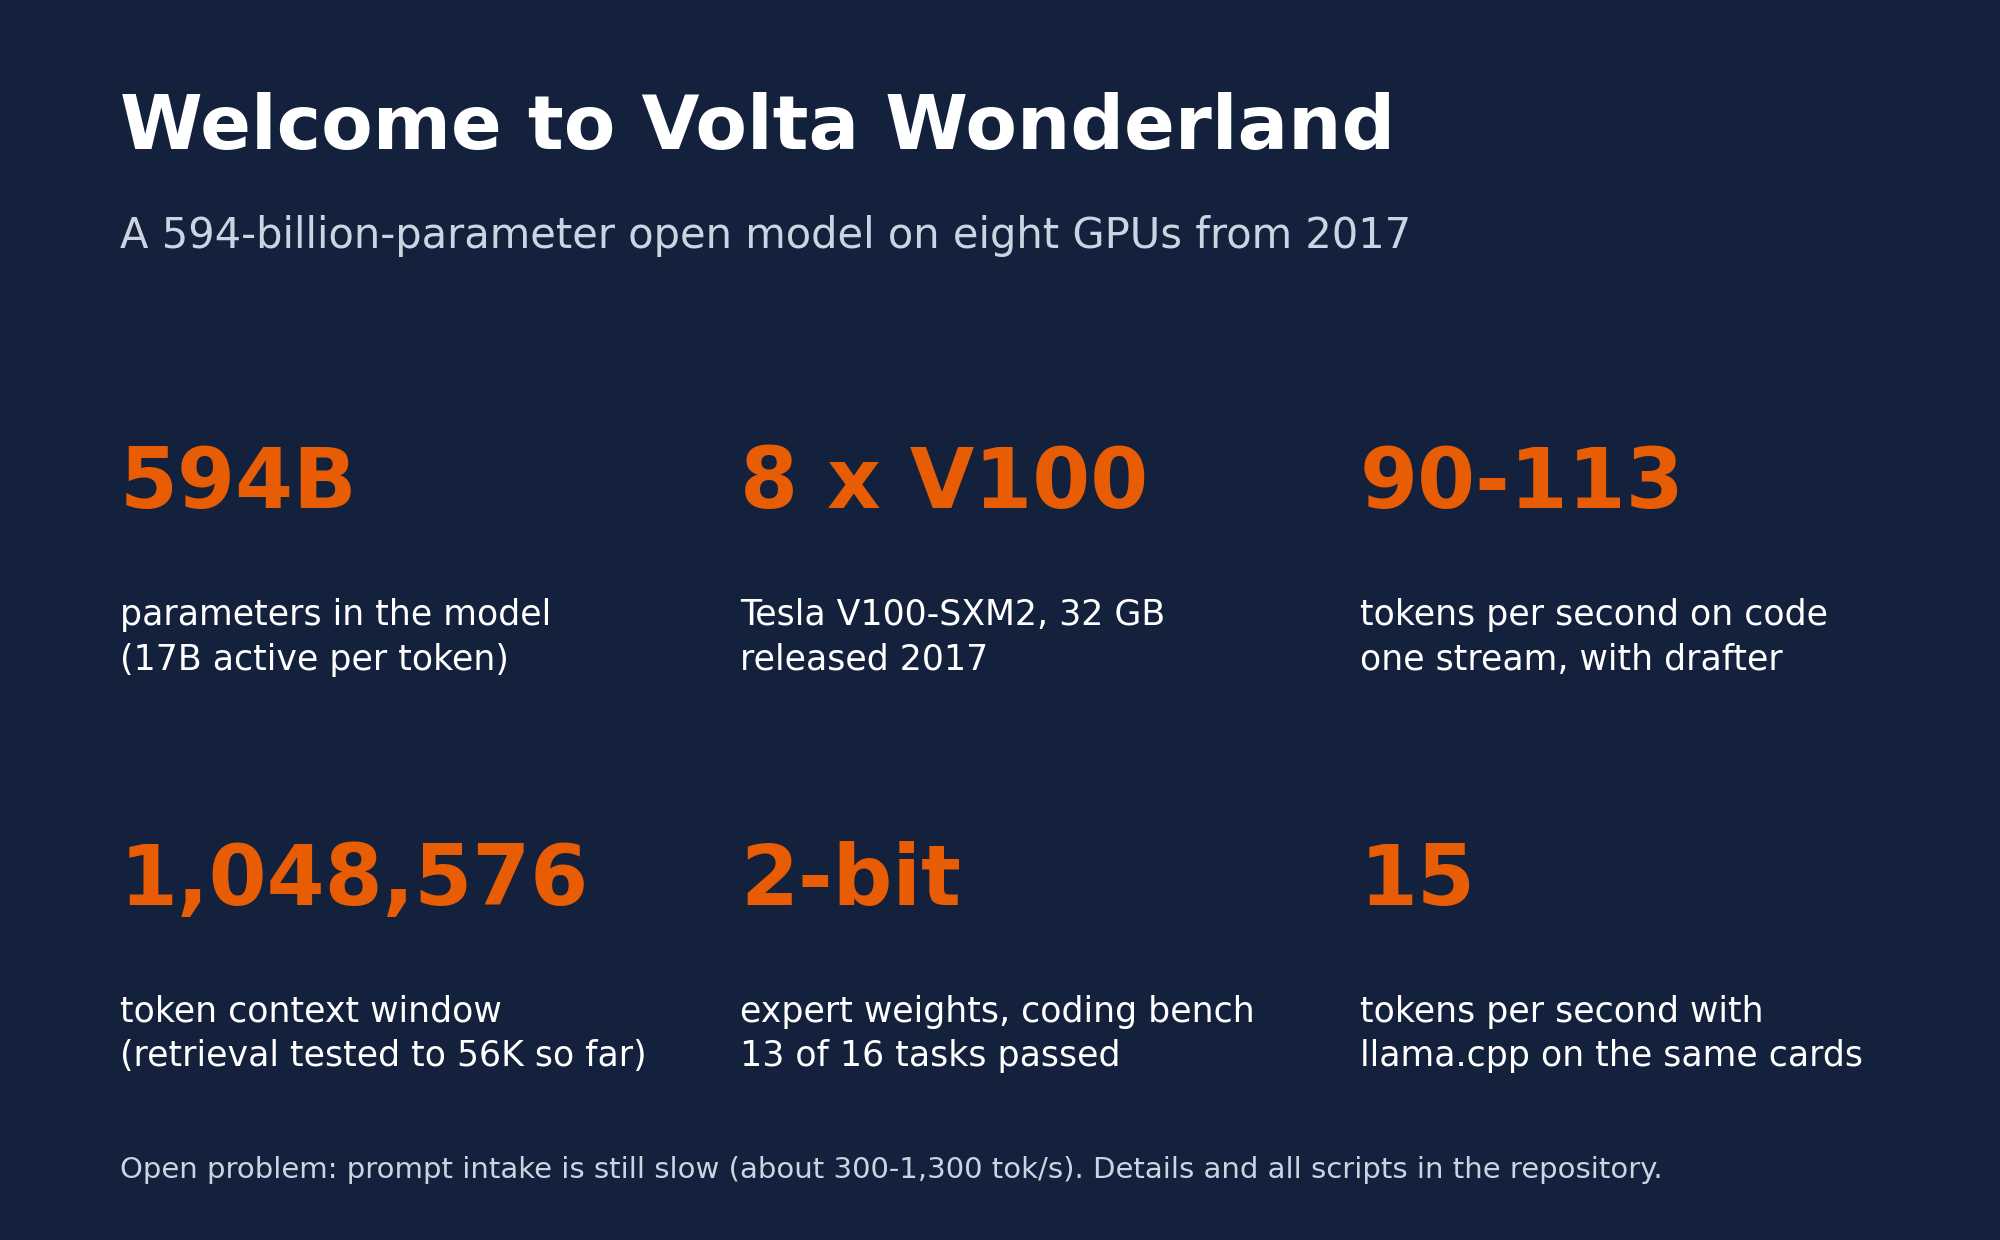 Welcome to Volta Wonderland
A 594-billion-parameter open model on eight GPUs from 2017
594B
parameters in the model
(17B active per token)
8 x V100
Tesla V100-SXM2, 32 GB
released 2017
90-113
tokens per second on code
one stream, with drafter
1,048,576
token context window
(retrieval tested to 56K so far)
2-bit
expert weights, coding bench
13 of 16 tasks passed
15
tokens per second with
llama.cpp on the same cards
Open problem: prompt intake is still slow (about 300-1,300 tok/s). Details and all scripts in the repository.